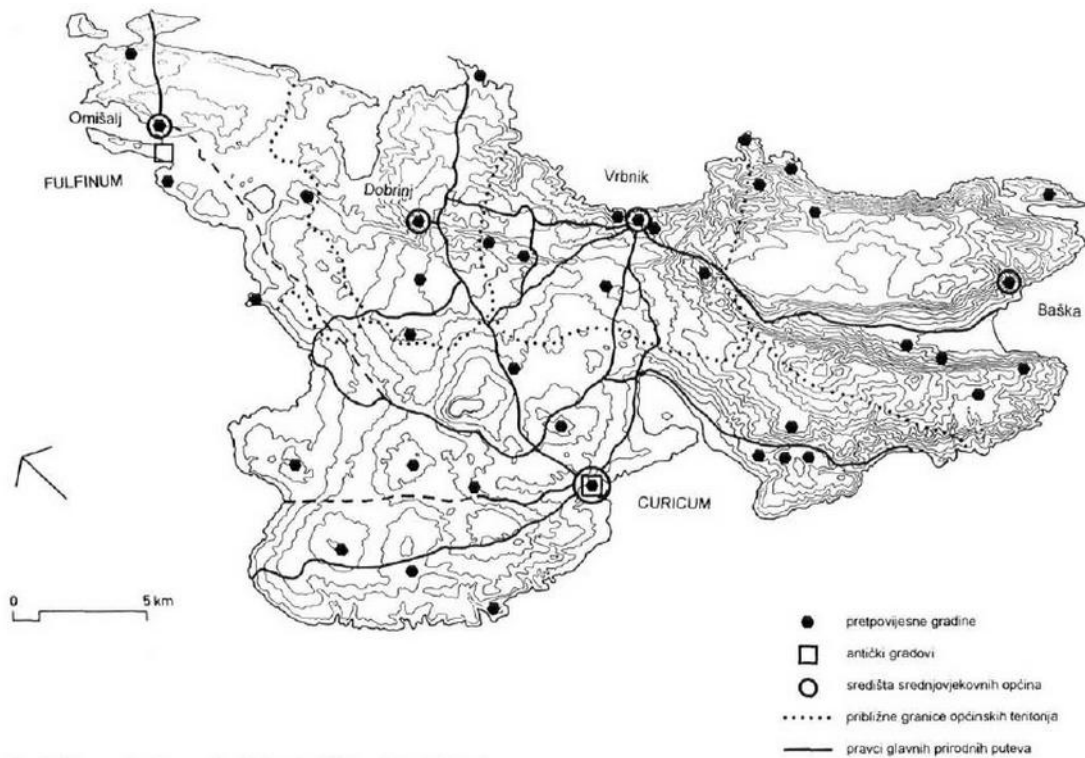 Omišalj
FULFINUM
Dobrinj
Vrbnik
Baška
CURICUM
0 5 km
pretpovijesne gradine
antički gradovi
središta srednjovjekovnih općina
približne granice općinskih teritorija
pravci glavnih prirodnih puteva